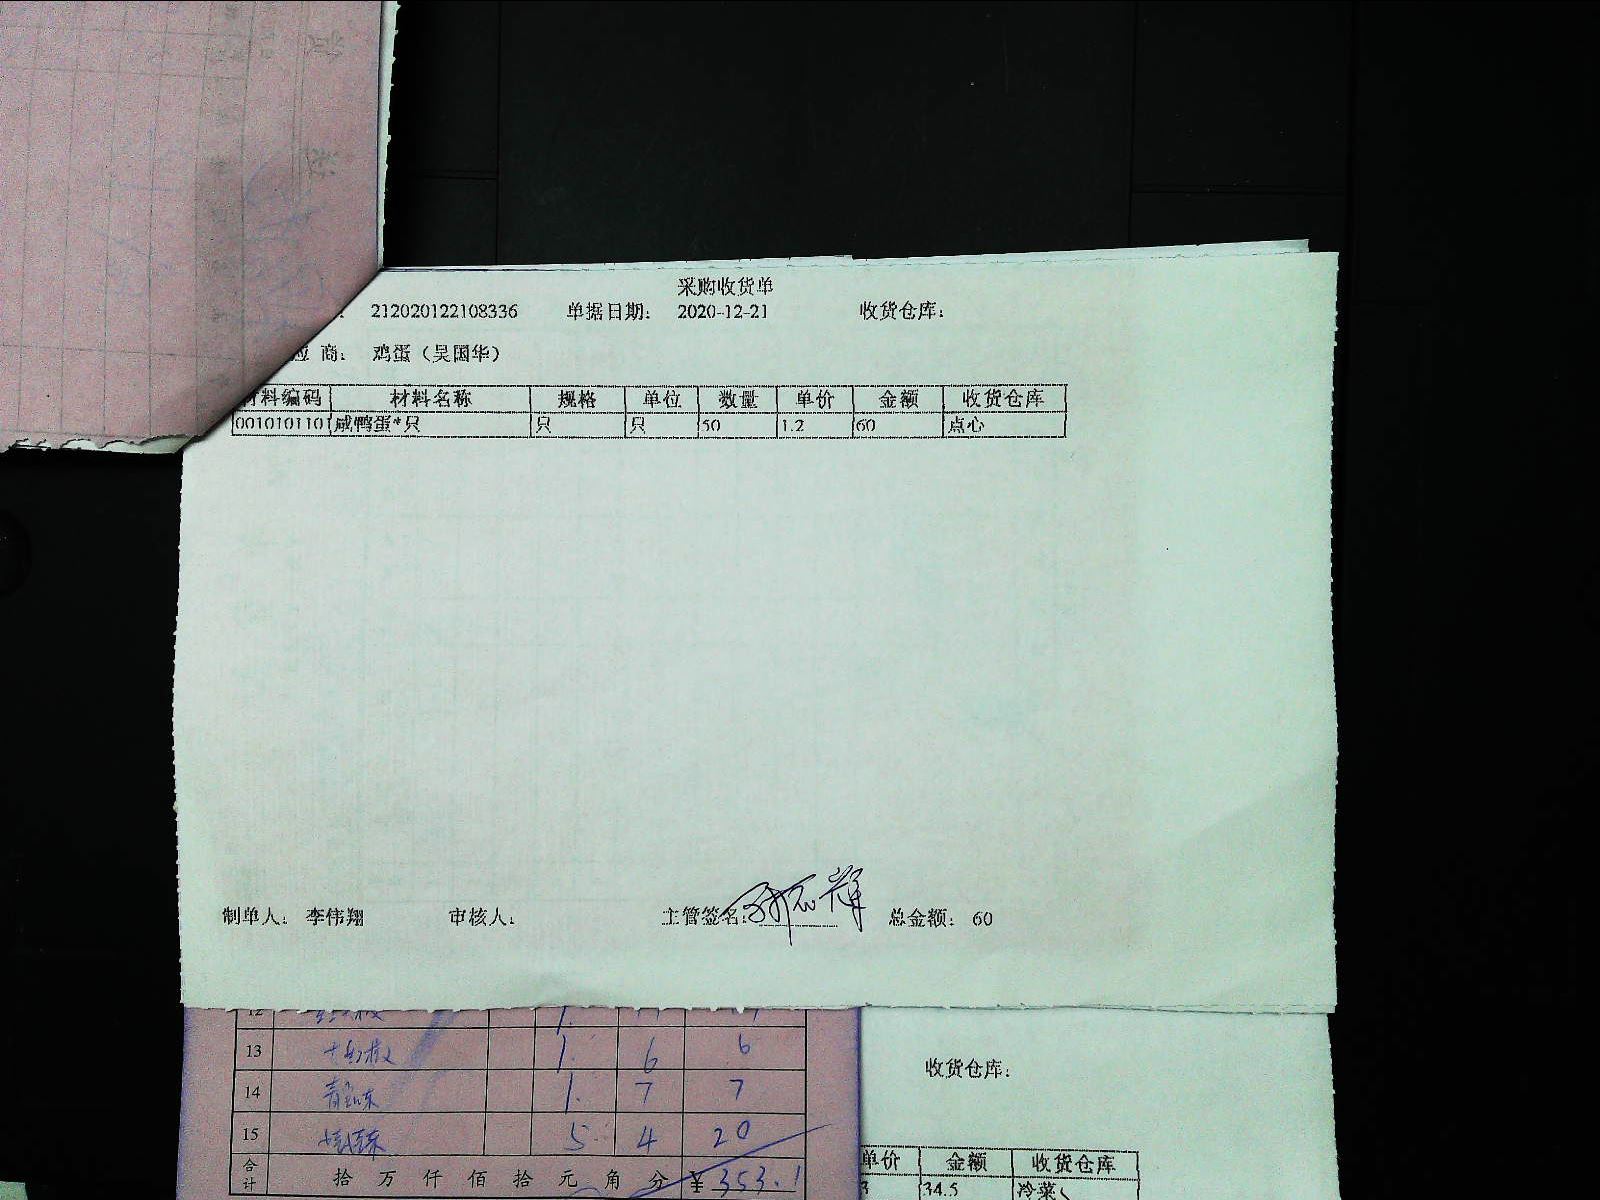 采购收货单
: 212020122108336 单据日期: 2020-12-21 收货仓库:
应 商: 鸡蛋（吴国华）
材料编码 材料名称 规格 单位 数量 单价 金额 收货仓库
001010110 咸鸭蛋*只 只 只 50 1.2 60 点心
制单人: 李伟翔 审核人: 主管签名: 总金额: 60
12 1.
13 1. 6 6
14 1. 7 7
15 5. 4 20
合计 拾 万 仟 佰 拾 元 角 分 ¥ 353.1
收货仓库:
单价 金额 收货仓库
34.5 冷菜